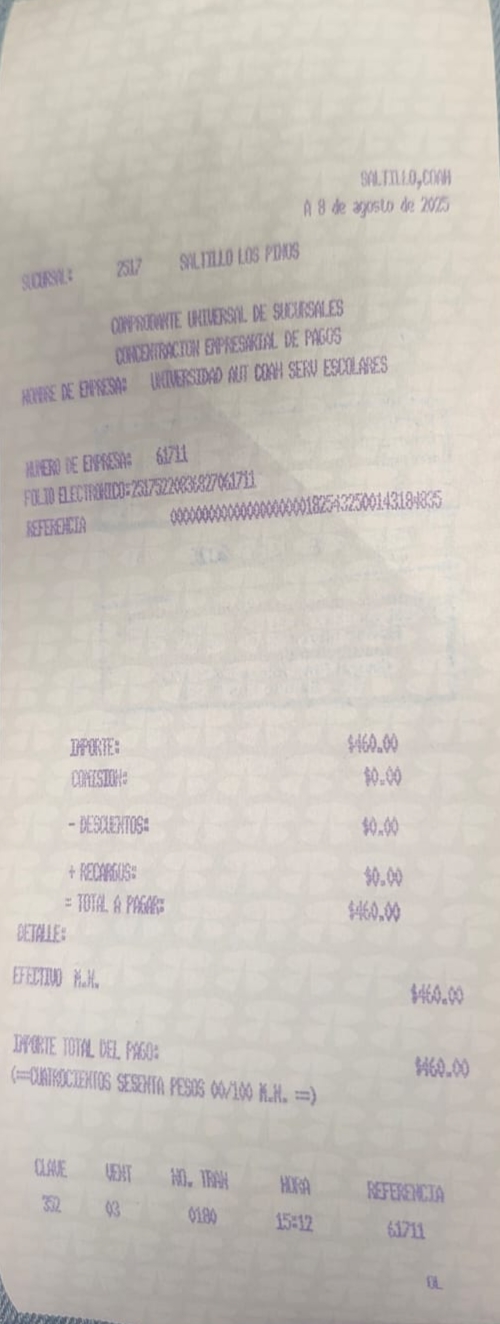 SALTILLO,COAH
A 8 de agosto de 2025
SUCURSAL: 2517 SALTILLO LOS PINOS
COMPROBANTE UNIVERSAL DE SUCURSALES
CONCENTRACION EMPRESARIAL DE PAGOS
NOMBRE DE EMPRESA: UNIVERSIDAD AUT COAH SERV ESCOLARES
NUMERO DE EMPRESA: 61711
FOLIO ELECTRONICO:2517522083682706171​1
REFERENCIA 000000000000000000001825432500143184835
IMPORTE: $460.00
COMISION: $0.00
- DESCUENTOS: $0.00
+ RECARGOS: $0.00
= TOTAL A PAGAR: $460.00
DETALLE:
EFECTIVO M.N. $460.00
IMPORTE TOTAL DEL PAGO: $460.00
(==CUATROCIENTOS SESENTA PESOS 00/100 M.N. ==)
CLAVE VENT NO. TRAN HORA REFERENCIA
352 03 0180 15:12 61711
OL